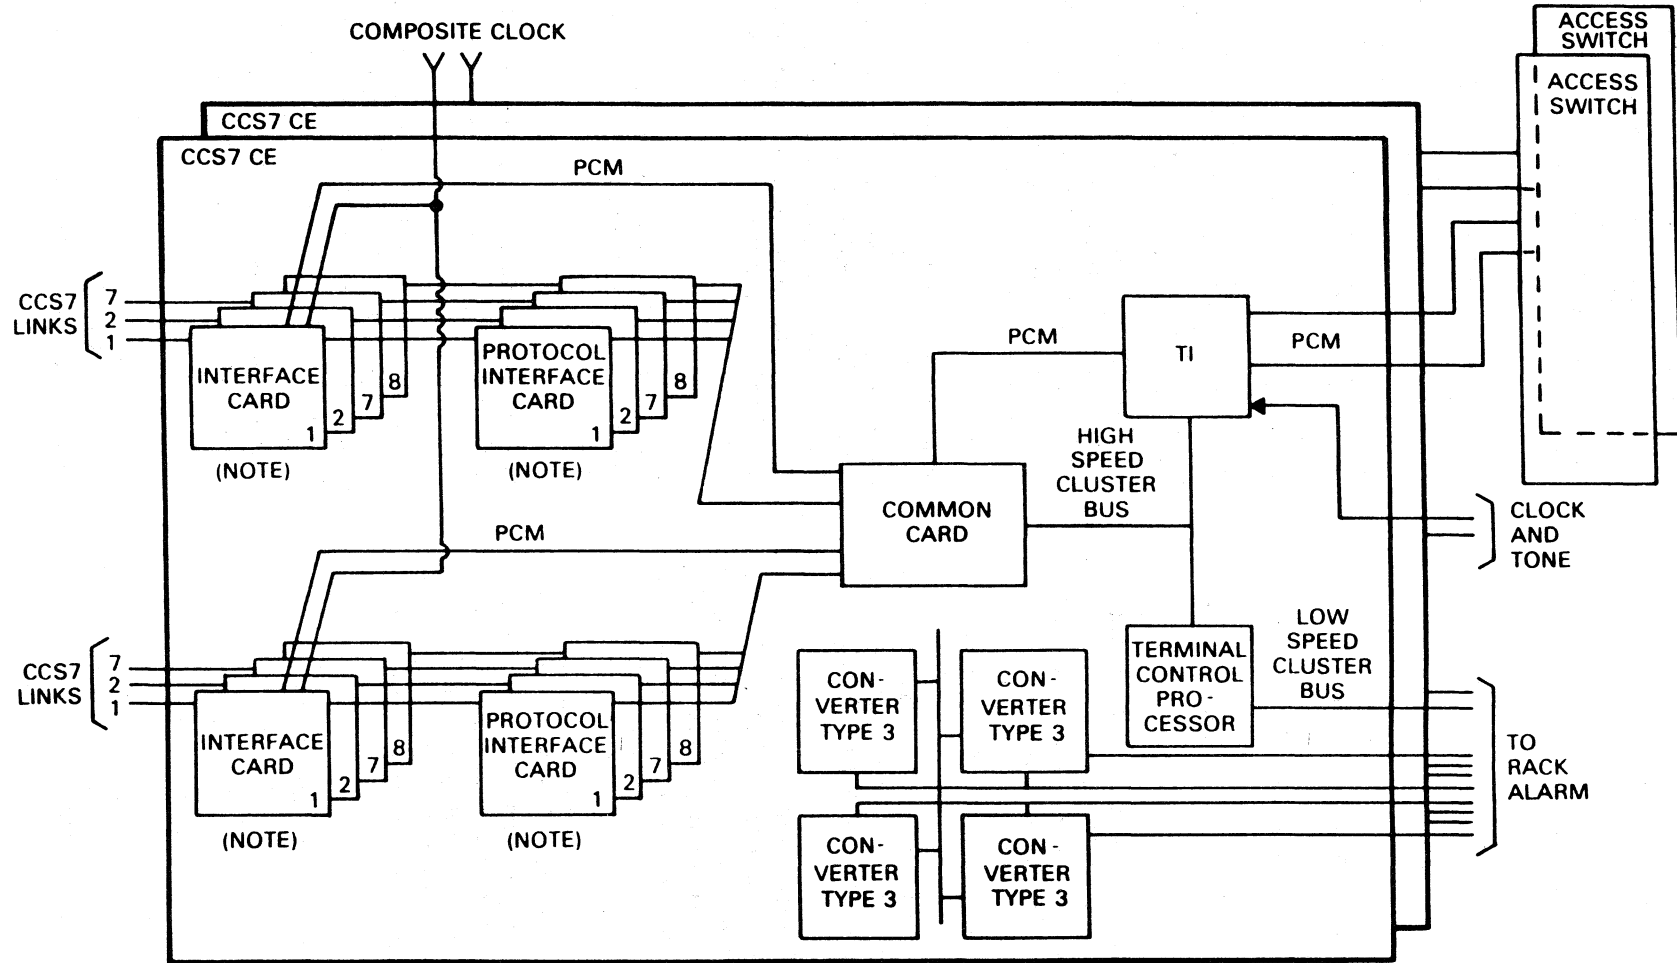 COMPOSITE CLOCK
ACCESS
SWITCH
ACCESS
SWITCH
CCS7 CE
CCS7 CE
PCM
CCS7
LINKS
7
2
1
INTERFACE
CARD
1
2
7
8
(NOTE)
PROTOCOL
INTERFACE
CARD
1
2
7
8
(NOTE)
PCM
TI
PCM
HIGH
SPEED
CLUSTER
BUS
COMMON
CARD
CLOCK
AND
TONE
PCM
CCS7
LINKS
7
2
1
INTERFACE
CARD
1
2
7
8
(NOTE)
PROTOCOL
INTERFACE
CARD
1
2
7
8
(NOTE)
CON-
VERTER
TYPE 3
CON-
VERTER
TYPE 3
TERMINAL
CONTROL
PRO-
CESSOR
LOW
SPEED
CLUSTER
BUS
TO
RACK
ALARM
CON-
VERTER
TYPE 3
CON-
VERTER
TYPE 3